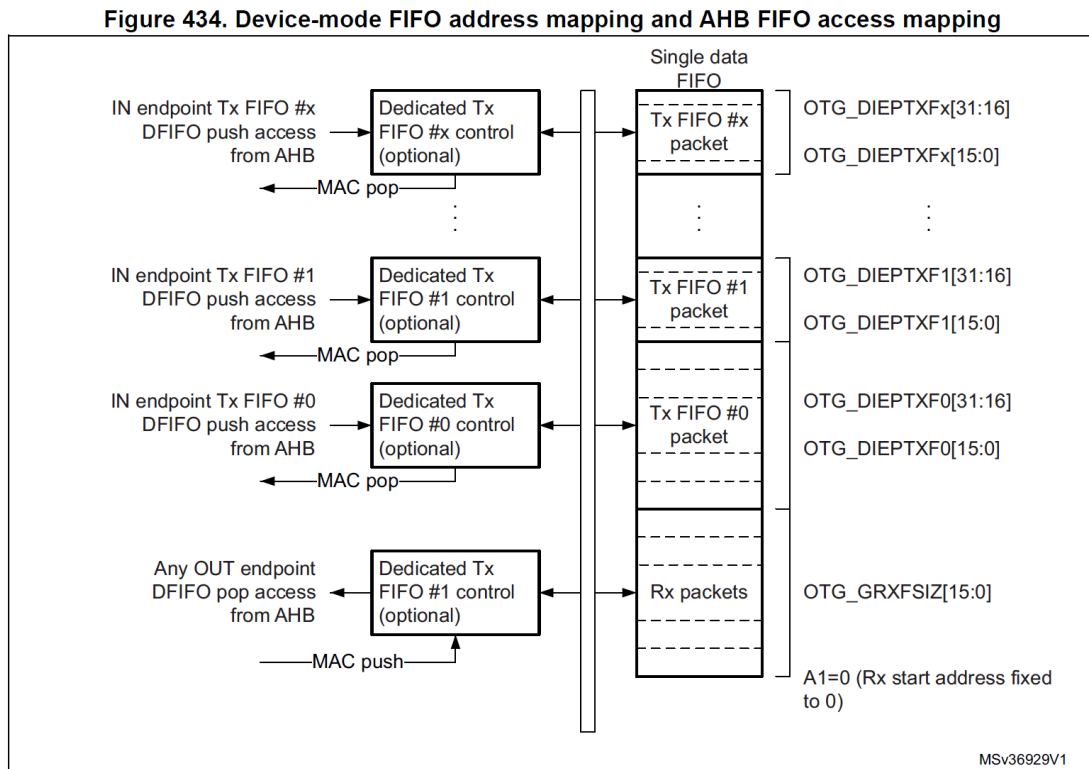 Figure 434. Device-mode FIFO address mapping and AHB FIFO access mapping
Single data
FIFO
IN endpoint Tx FIFO #x
DFIFO push access
from AHB
Dedicated Tx
FIFO #x control
(optional)
MAC pop
Tx FIFO #x
packet
OTG_DIEPTXFx[31:16]
OTG_DIEPTXFx[15:0]
IN endpoint Tx FIFO #1
DFIFO push access
from AHB
Dedicated Tx
FIFO #1 control
(optional)
MAC pop
Tx FIFO #1
packet
OTG_DIEPTXF1[31:16]
OTG_DIEPTXF1[15:0]
IN endpoint Tx FIFO #0
DFIFO push access
from AHB
Dedicated Tx
FIFO #0 control
(optional)
MAC pop
Tx FIFO #0
packet
OTG_DIEPTXF0[31:16]
OTG_DIEPTXF0[15:0]
Any OUT endpoint
DFIFO pop access
from AHB
Dedicated Tx
FIFO #1 control
(optional)
MAC push
Rx packets
OTG_GRXFSIZ[15:0]
A1=0 (Rx start address fixed
to 0)
MSv36929V1